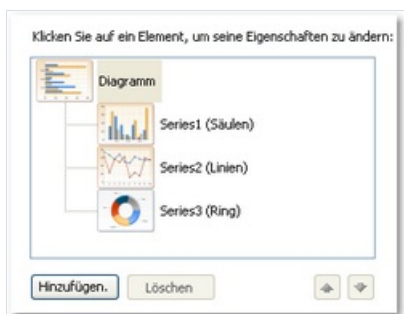 Klicken Sie auf ein Element, um seine Eigenschaften zu ändern:
Diagramm
Series1 (Säulen)
Series2 (Linien)
Series3 (Ring)
Hinzufügen.
Löschen